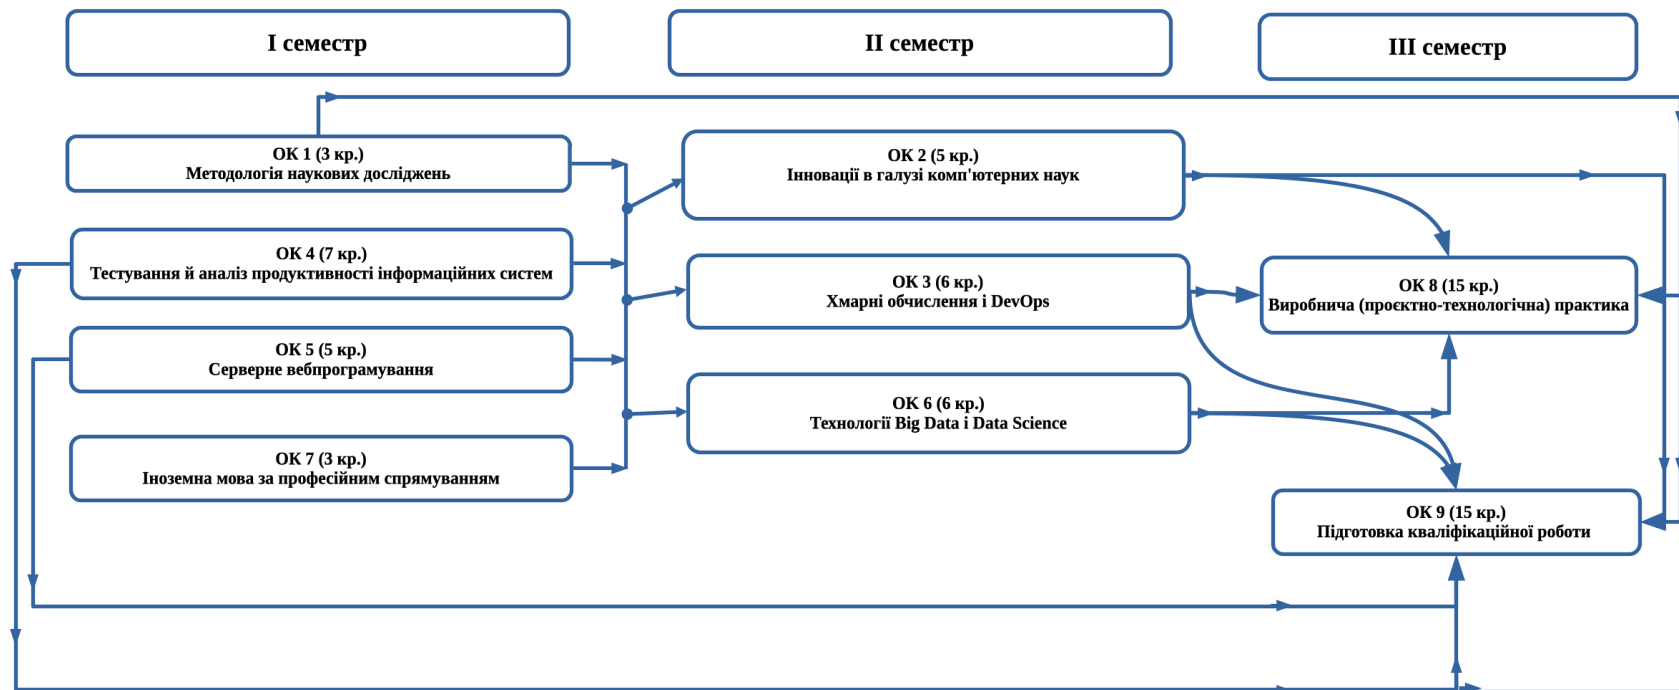 I семестр
II семестр
III семестр
ОК 1 (3 кр.)
Методологія наукових досліджень
ОК 4 (7 кр.)
Тестування й аналіз продуктивності інформаційних систем
ОК 5 (5 кр.)
Серверне вебпрограмування
ОК 7 (3 кр.)
Іноземна мова за професійним спрямуванням
ОК 2 (5 кр.)
Інновації в галузі комп'ютерних наук
ОК 3 (6 кр.)
Хмарні обчислення і DevOps
ОК 6 (6 кр.)
Технології Big Data і Data Science
ОК 8 (15 кр.)
Виробнича (проєктно-технологічна) практика
ОК 9 (15 кр.)
Підготовка кваліфікаційної роботи